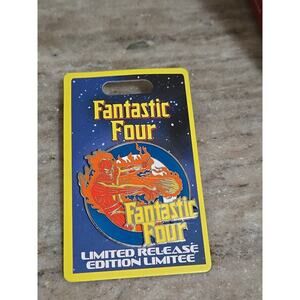 Fantastic
Four
Fantastic
Four
LIMITED RELEASE
EDITION LIMITEE